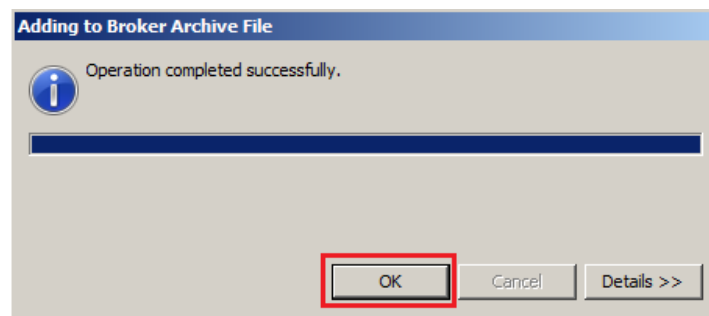 Adding to Broker Archive File
Operation completed successfully.
OK Cancel Details >>